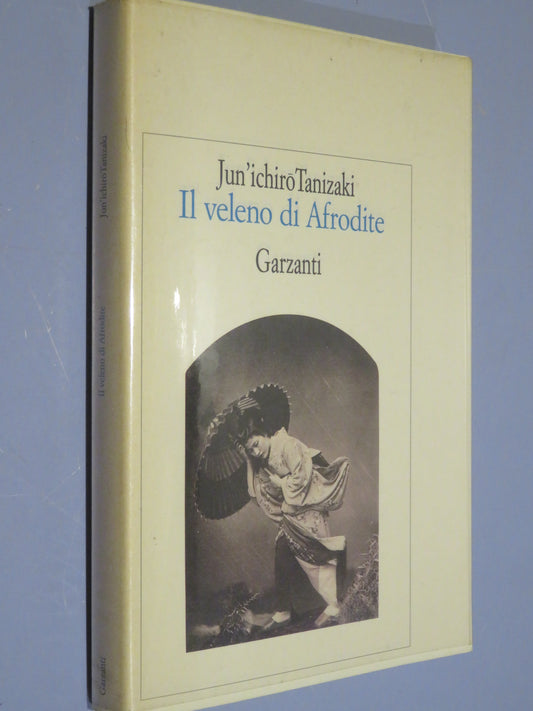 Jun'ichirō Tanizaki
Il veleno di Afrodite
Garzanti
Jun'ichirō Tanizaki
Il veleno di Afrodite
Garzanti